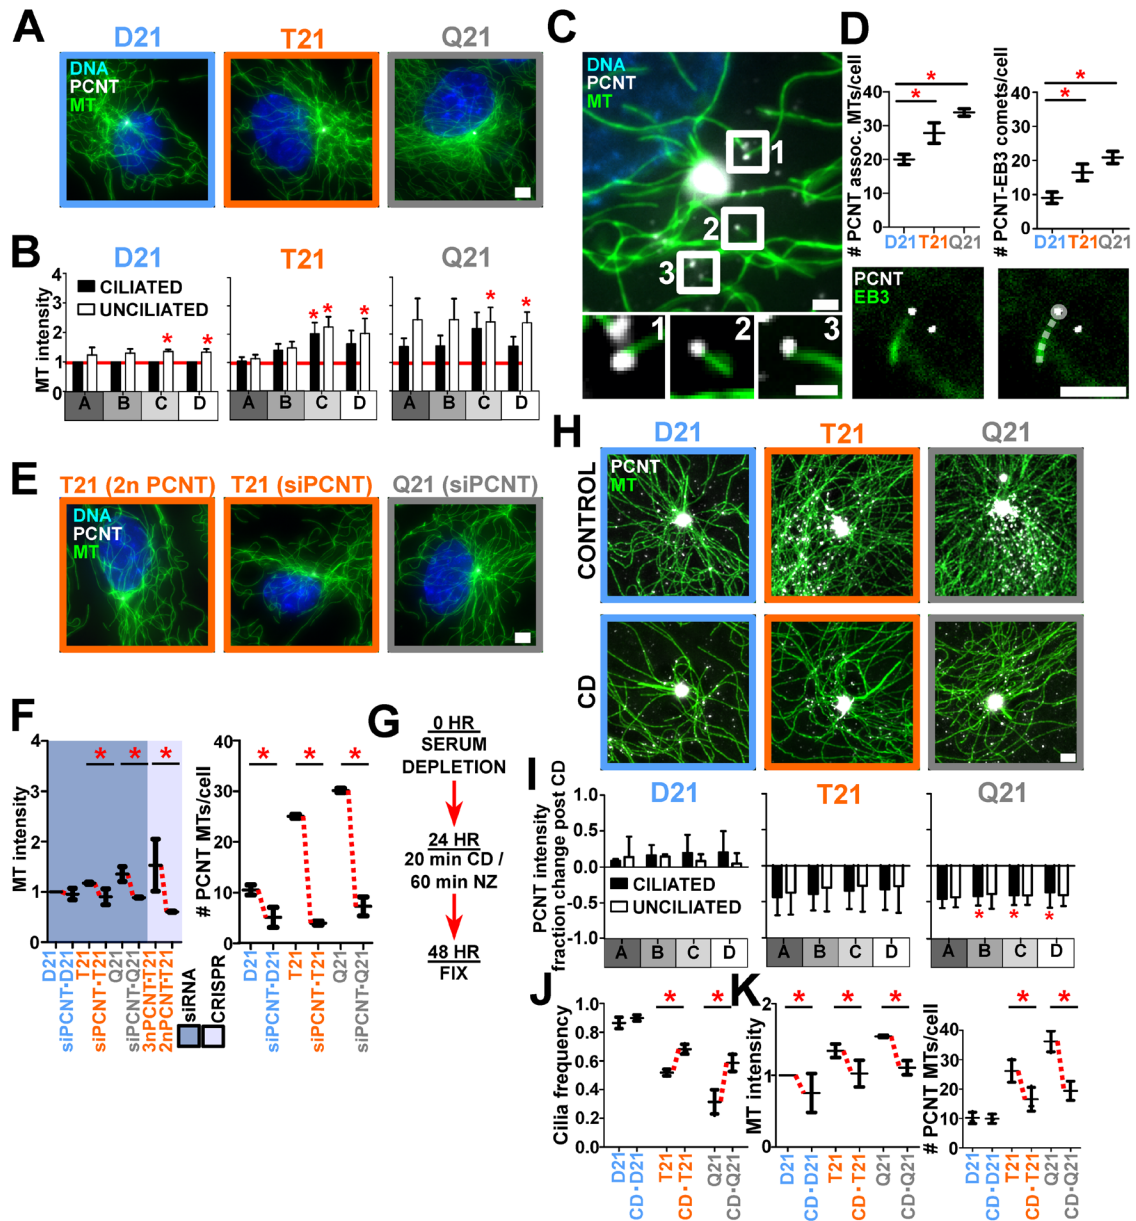 A
D21
T21
Q21
DNA
PCNT
MT
B
D21
T21
Q21
MT intensity
4
3
2
1
0
CILIATED
UNCILIATED
*
*
*
*
*
*
*
A B C D
A B C D
A B C D
C
DNA
PCNT
MT
1
2
3
1
2
3
D
# PCNT assoc. MTs/cell
40
30
20
10
0
*
*
D21 T21 Q21
# PCNT-EB3 comets/cell
40
30
20
10
0
*
*
D21 T21 Q21
PCNT
EB3
E
T21 (2n PCNT)
T21 (siPCNT)
Q21 (siPCNT)
DNA
PCNT
MT
F
MT intensity
4
3
2
1
0
*
*
*
D21
siPCNT·D21
T21
siPCNT·T21
Q21
siPCNT·Q21
3nPCNT·T21
2nPCNT·T21
siRNA
CRISPR
# PCNT MTs/cell
40
30
20
10
0
*
*
*
D21
siPCNT·D21
T21
siPCNT·T21
Q21
siPCNT·Q21
G
0 HR
SERUM
DEPLETION
24 HR
20 min CD /
60 min NZ
48 HR
FIX
H
D21
T21
Q21
CONTROL
CD
PCNT
MT
I
D21
T21
Q21
PCNT intensity
fraction change post CD
1.0
0.5
0.0
-0.5
-1.0
CILIATED
UNCILIATED
*
*
*
A B C D
A B C D
A B C D
J
Cilia frequency
1.0
0.8
0.6
0.4
0.2
0.0
*
*
D21
CD·D21
T21
CD·T21
Q21
CD·Q21
K
MT intensity
2
1
0
*
*
*
D21
CD·D21
T21
CD·T21
Q21
CD·Q21
# PCNT MTs/cell
50
40
30
20
10
0
*
*
D21
CD·D21
T21
CD·T21
Q21
CD·Q21